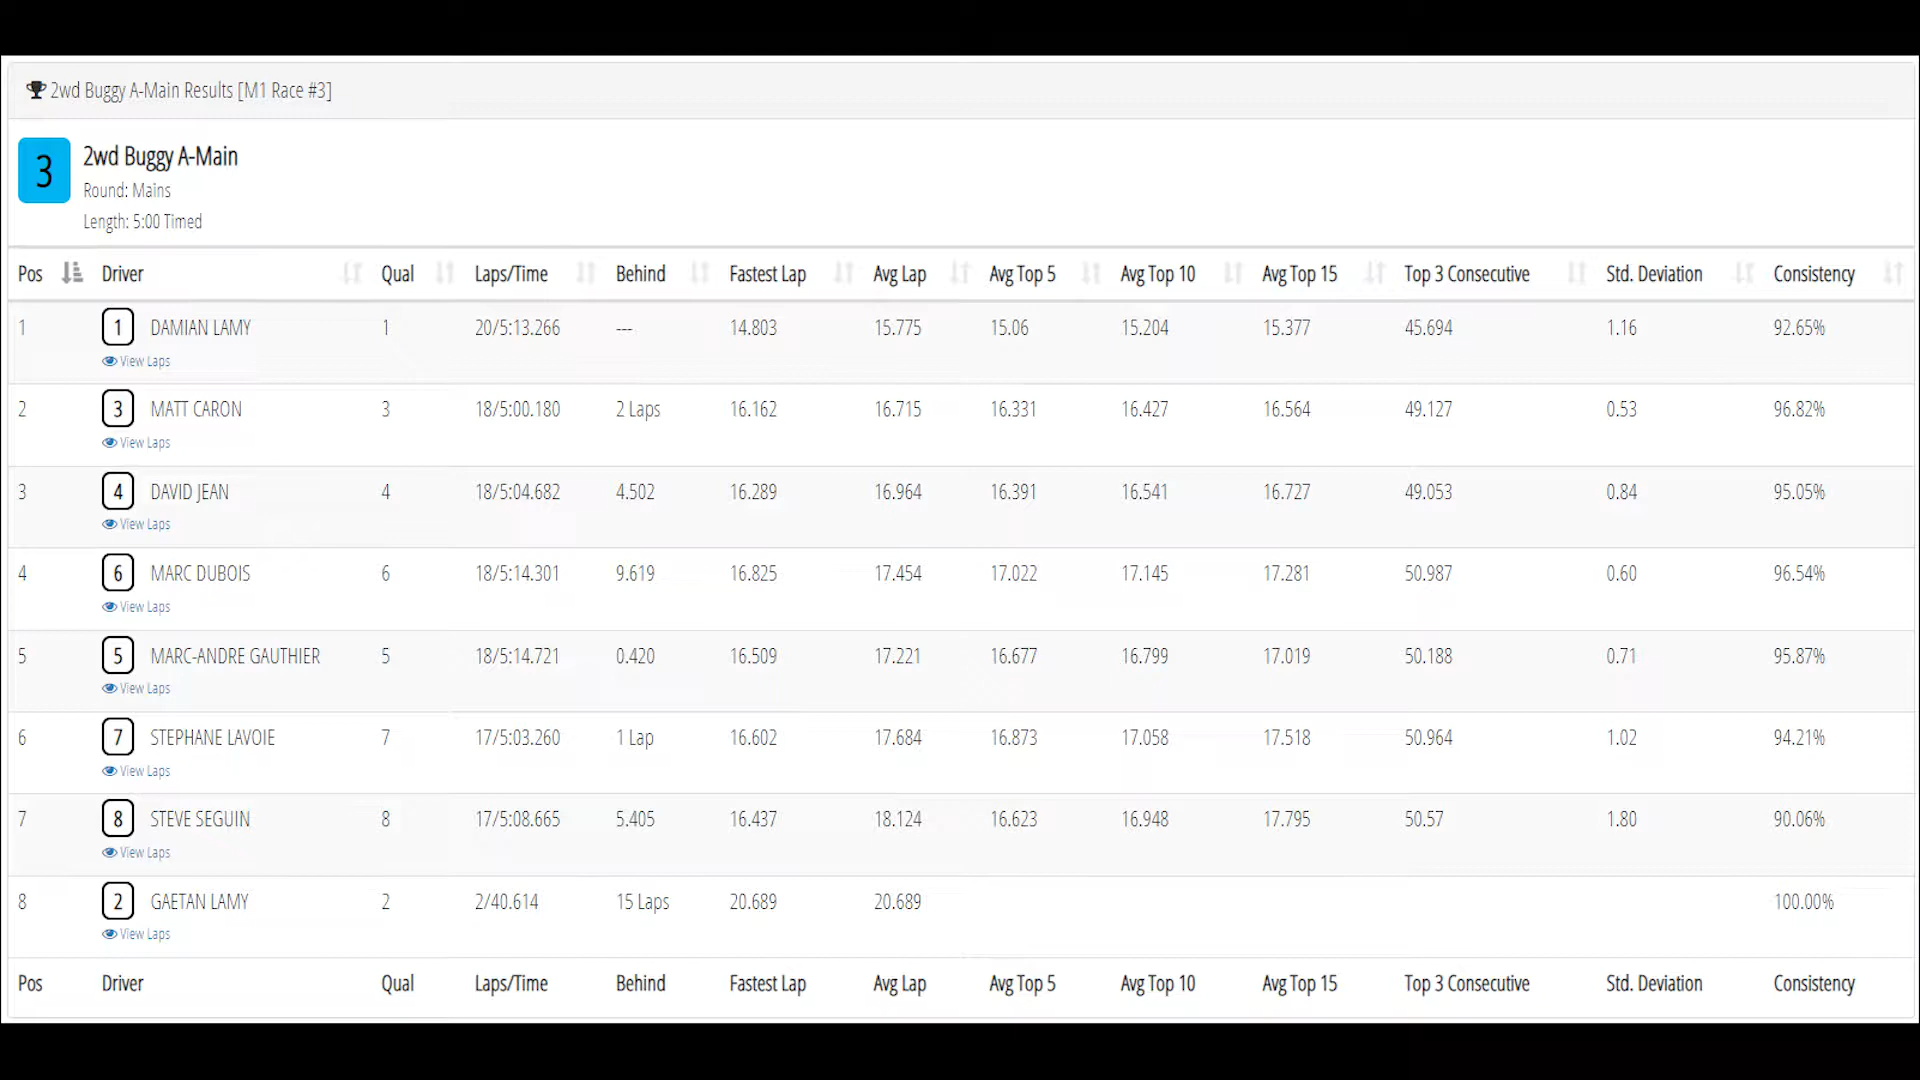 2wd Buggy A-Main Results [M1 Race #3]
3
2wd Buggy A-Main
Round: Mains
Length: 5:00 Timed
Pos Driver Qual Laps/Time Behind Fastest Lap Avg Lap Avg Top 5 Avg Top 10 Avg Top 15 Top 3 Consecutive Std. Deviation Consistency
1 1 DAMIAN LAMY 1 20/5:13.266 --- 14.803 15.775 15.06 15.204 15.377 45.694 1.16 92.65%
View Laps
2 3 MATT CARON 3 18/5:00.180 2 Laps 16.162 16.715 16.331 16.427 16.564 49.127 0.53 96.82%
View Laps
3 4 DAVID JEAN 4 18/5:04.682 4.502 16.289 16.964 16.391 16.541 16.727 49.053 0.84 95.05%
View Laps
4 6 MARC DUBOIS 6 18/5:14.301 9.619 16.825 17.454 17.022 17.145 17.281 50.987 0.60 96.54%
View Laps
5 5 MARC-ANDRE GAUTHIER 5 18/5:14.721 0.420 16.509 17.221 16.677 16.799 17.019 50.188 0.71 95.87%
View Laps
6 7 STEPHANE LAVOIE 7 17/5:03.260 1 Lap 16.602 17.684 16.873 17.058 17.518 50.964 1.02 94.21%
View Laps
7 8 STEVE SEGUIN 8 17/5:08.665 5.405 16.437 18.124 16.623 16.948 17.795 50.57 1.80 90.06%
View Laps
8 2 GAETAN LAMY 2 2/40.614 15 Laps 20.689 20.689 100.00%
View Laps
Pos Driver Qual Laps/Time Behind Fastest Lap Avg Lap Avg Top 5 Avg Top 10 Avg Top 15 Top 3 Consecutive Std. Deviation Consistency